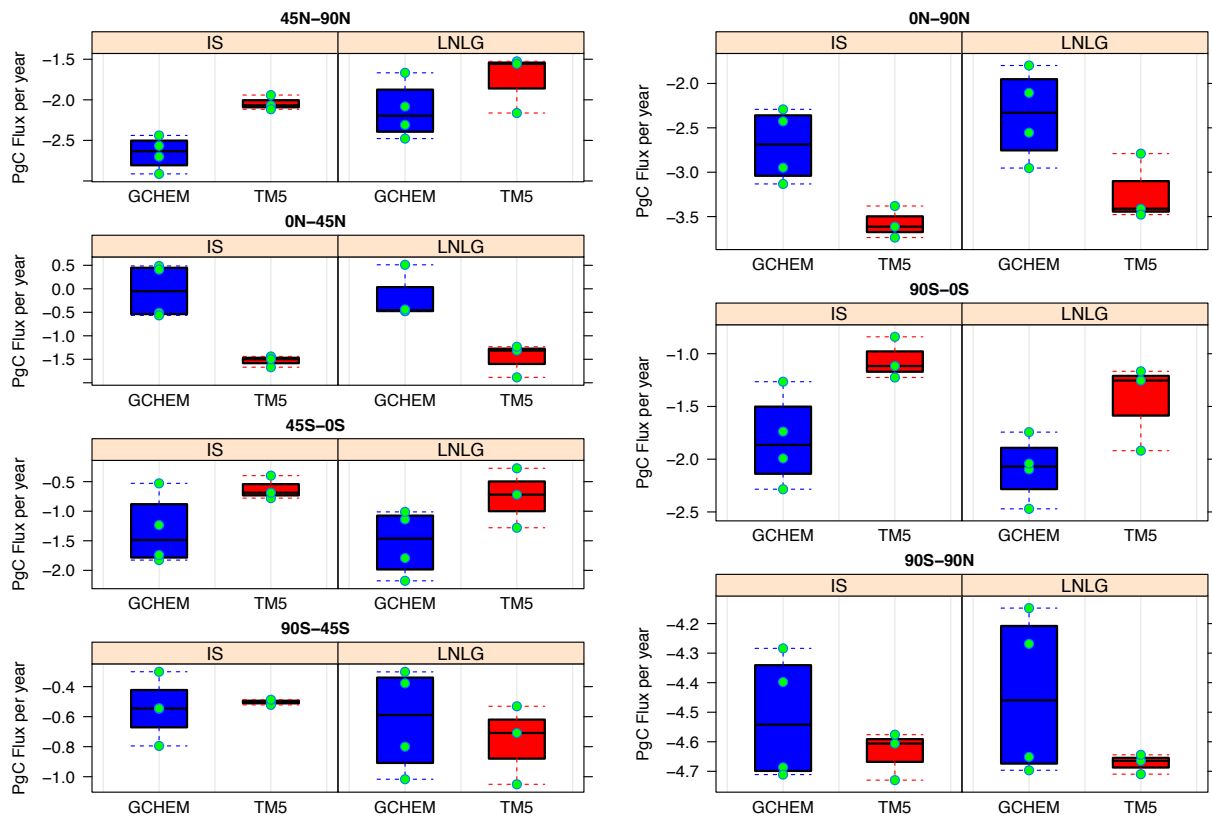 45N−90N
IS LNLG
PgC Flux per year
−1.5
−2.0
−2.5
GCHEM TM5 GCHEM TM5
0N−45N
IS LNLG
PgC Flux per year
0.5
0.0
−0.5
−1.0
−1.5
GCHEM TM5 GCHEM TM5
45S−0S
IS LNLG
PgC Flux per year
−0.5
−1.0
−1.5
−2.0
GCHEM TM5 GCHEM TM5
90S−45S
IS LNLG
PgC Flux per year
−0.4
−0.6
−0.8
−1.0
GCHEM TM5 GCHEM TM5
0N−90N
IS LNLG
PgC Flux per year
−2.0
−2.5
−3.0
−3.5
GCHEM TM5 GCHEM TM5
90S−0S
IS LNLG
PgC Flux per year
−1.0
−1.5
−2.0
−2.5
GCHEM TM5 GCHEM TM5
90S−90N
IS LNLG
PgC Flux per year
−4.2
−4.3
−4.4
−4.5
−4.6
−4.7
GCHEM TM5 GCHEM TM5